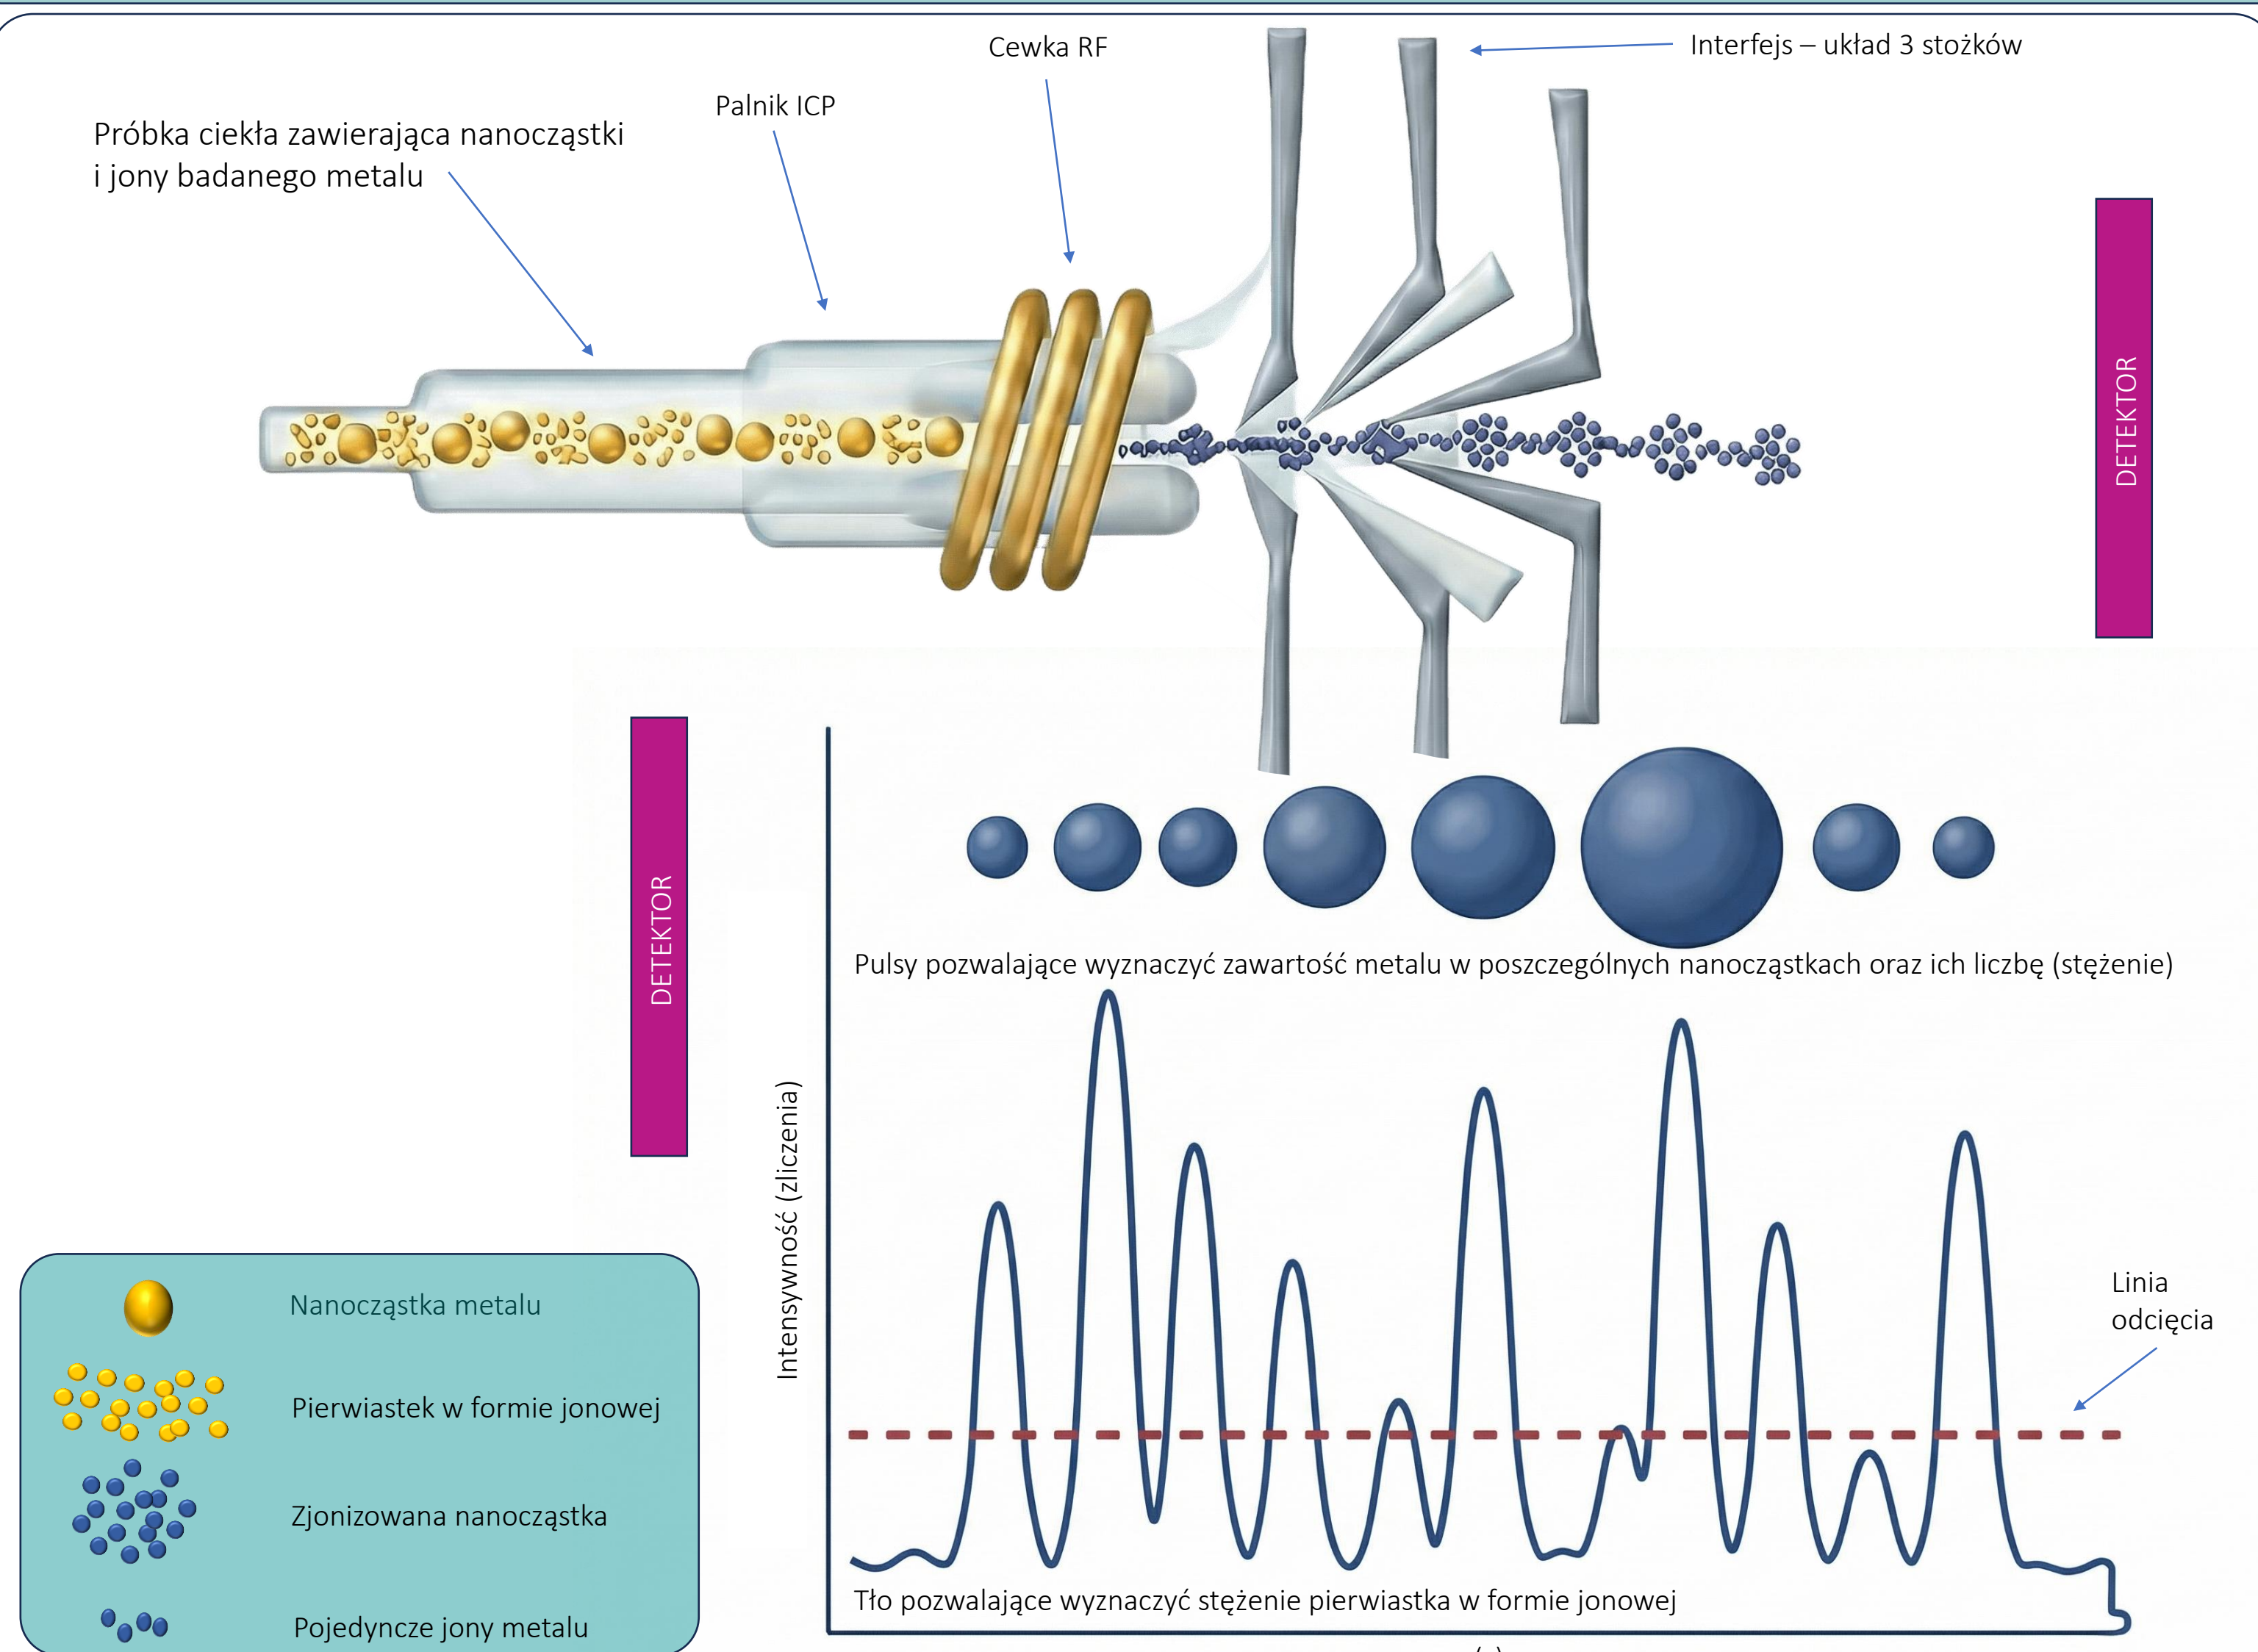 Cewka RF
Interfejs – układ 3 stożków
Palnik ICP
Próbka ciekła zawierająca nanocząstki
i jony badanego metalu
DETEKTOR
DETEKTOR
Pulsy pozwalające wyznaczyć zawartość metalu w poszczególnych nanocząstkach oraz ich liczbę (stężenie)
Intensywność (zliczenia)
Linia
odcięcia
Tło pozwalające wyznaczyć stężenie pierwiastka w formie jonowej
Nanocząstka metalu
Pierwiastek w formie jonowej
Zjonizowana nanocząstka
Pojedyncze jony metalu